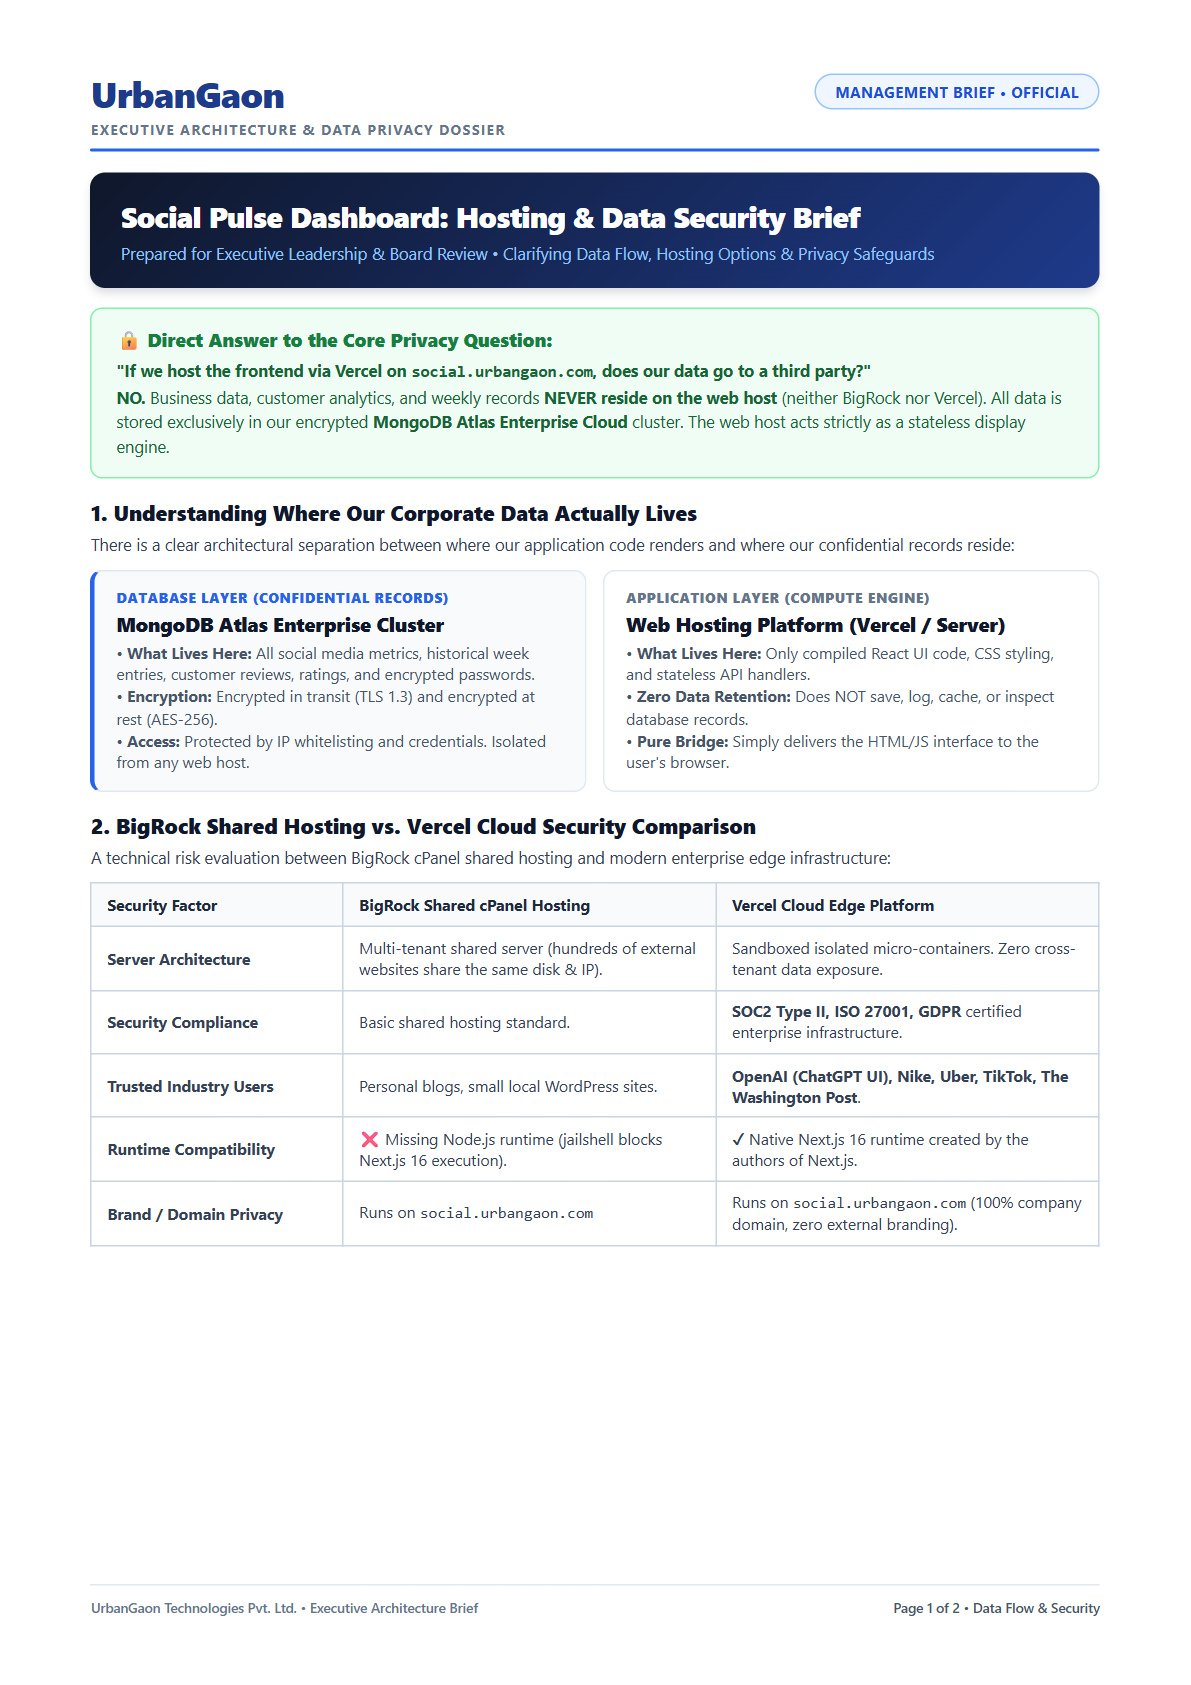 UrbanGaon
MANAGEMENT BRIEF • OFFICIAL
EXECUTIVE ARCHITECTURE & DATA PRIVACY DOSSIER
Social Pulse Dashboard: Hosting & Data Security Brief
Prepared for Executive Leadership & Board Review • Clarifying Data Flow, Hosting Options & Privacy Safeguards
🔒 Direct Answer to the Core Privacy Question:
"If we host the frontend via Vercel on social.urbangaon.com, does our data go to a third party?"
NO. Business data, customer analytics, and weekly records NEVER reside on the web host (neither BigRock nor Vercel). All data is
stored exclusively in our encrypted MongoDB Atlas Enterprise Cloud cluster. The web host acts strictly as a stateless display
engine.
1. Understanding Where Our Corporate Data Actually Lives
There is a clear architectural separation between where our application code renders and where our confidential records reside:
DATABASE LAYER (CONFIDENTIAL RECORDS)
MongoDB Atlas Enterprise Cluster
• What Lives Here: All social media metrics, historical week
entries, customer reviews, ratings, and encrypted passwords.
• Encryption: Encrypted in transit (TLS 1.3) and encrypted at
rest (AES-256).
• Access: Protected by IP whitelisting and credentials. Isolated
from any web host.
APPLICATION LAYER (COMPUTE ENGINE)
Web Hosting Platform (Vercel / Server)
• What Lives Here: Only compiled React UI code, CSS styling,
and stateless API handlers.
• Zero Data Retention: Does NOT save, log, cache, or inspect
database records.
• Pure Bridge: Simply delivers the HTML/JS interface to the
user's browser.
2. BigRock Shared Hosting vs. Vercel Cloud Security Comparison
A technical risk evaluation between BigRock cPanel shared hosting and modern enterprise edge infrastructure:
Security Factor
BigRock Shared cPanel Hosting
Vercel Cloud Edge Platform
Server Architecture
Multi-tenant shared server (hundreds of external
websites share the same disk & IP).
Sandboxed isolated micro-containers. Zero cross-
tenant data exposure.
Security Compliance
Basic shared hosting standard.
SOC2 Type II, ISO 27001, GDPR certified
enterprise infrastructure.
Trusted Industry Users
Personal blogs, small local WordPress sites.
OpenAI (ChatGPT UI), Nike, Uber, TikTok, The
Washington Post.
Runtime Compatibility
❌ Missing Node.js runtime (jailshell blocks
Next.js 16 execution).
✓ Native Next.js 16 runtime created by the
authors of Next.js.
Brand / Domain Privacy
Runs on social.urbangaon.com
Runs on social.urbangaon.com (100% company
domain, zero external branding).
UrbanGaon Technologies Pvt. Ltd. • Executive Architecture Brief
Page 1 of 2 • Data Flow & Security